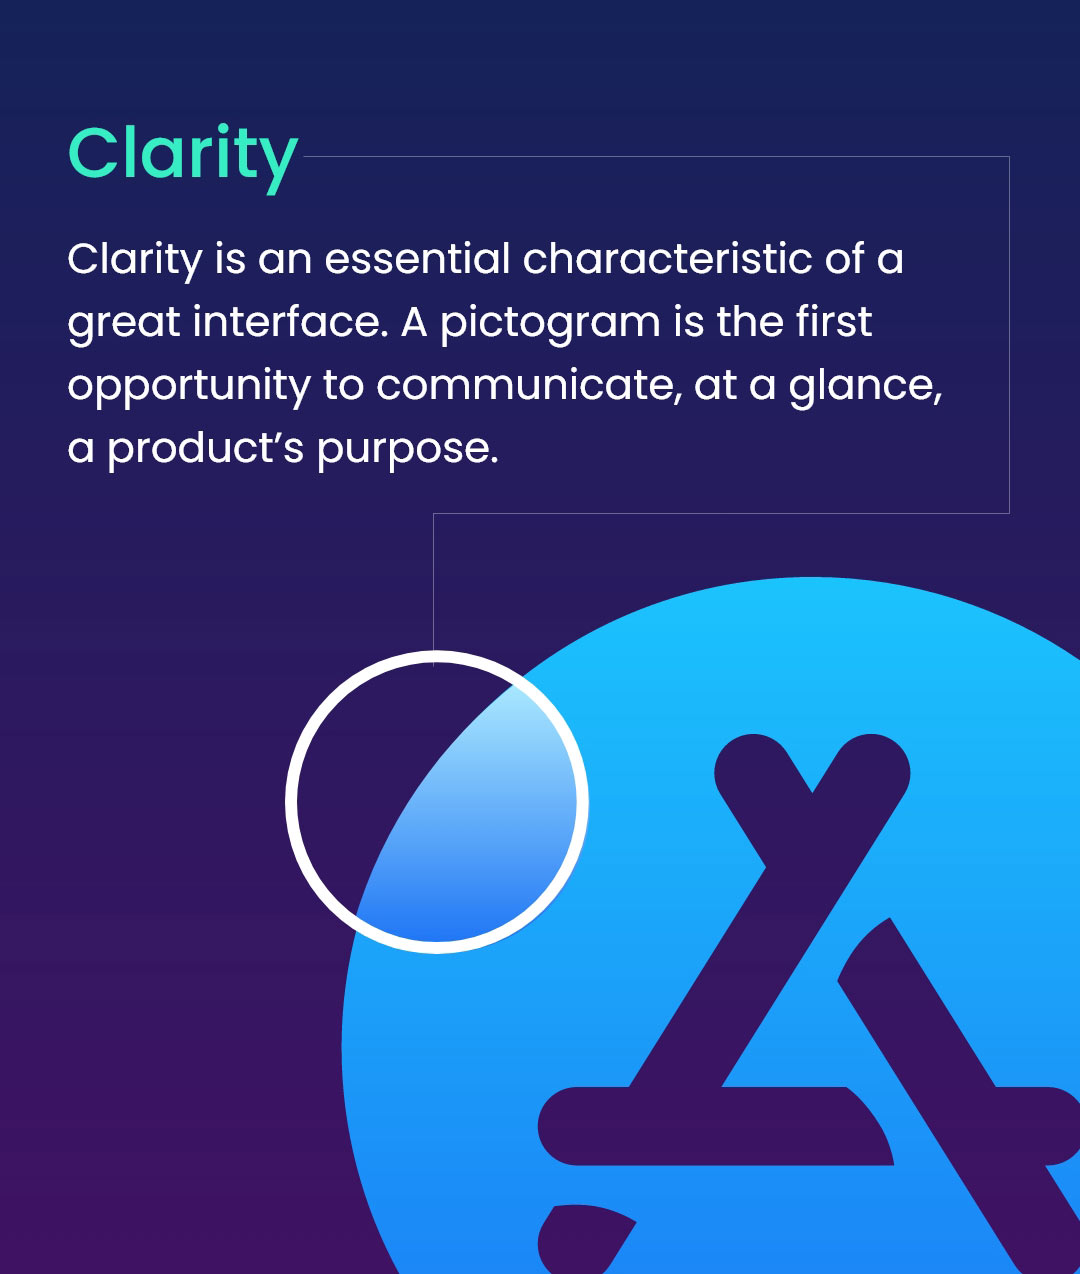 Clarity
Clarity is an essential characteristic of a
great interface. A pictogram is the first
opportunity to communicate, at a glance,
a product’s purpose.